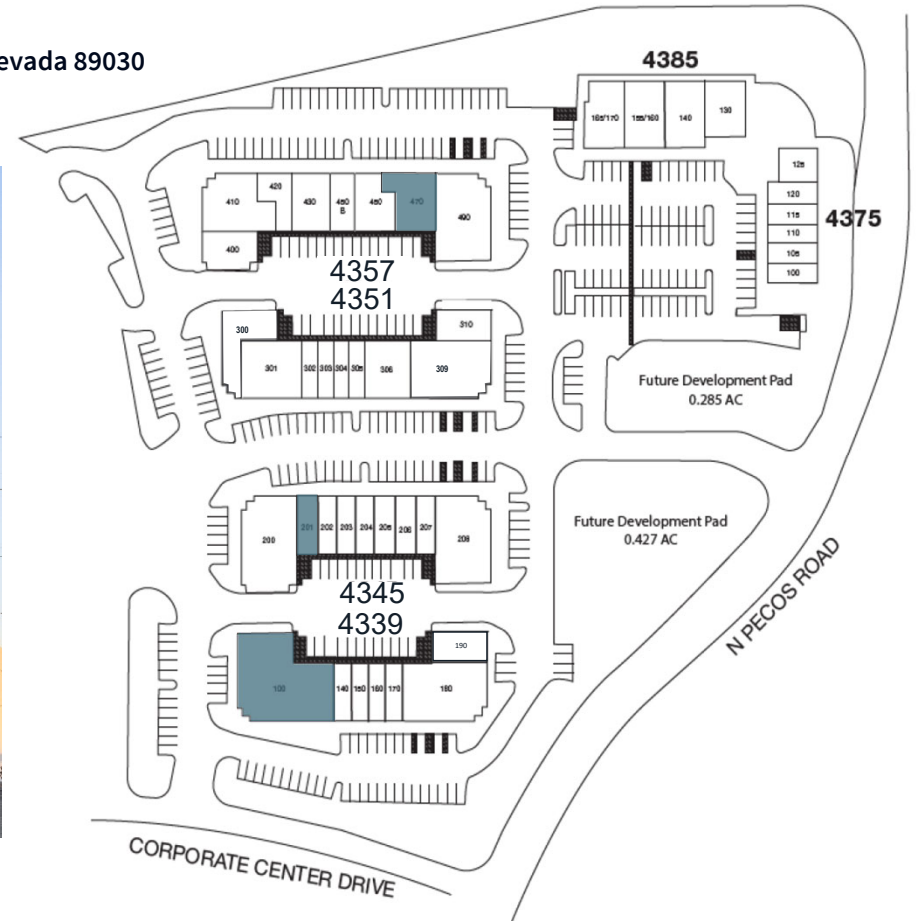 evada 89030
4385
165/170 155/160 140 130
125
120
115
110
105
100
4375
410 420 430 450 B 460 470 490
400
4357
4351
300 310
301 302 303 304 305 306 309
Future Development Pad
0.285 AC
200 201 202 203 204 205 206 207 208
Future Development Pad
0.427 AC
4345
4339
190
100 140 150 160 170 180
N PECOS ROAD
CORPORATE CENTER DRIVE